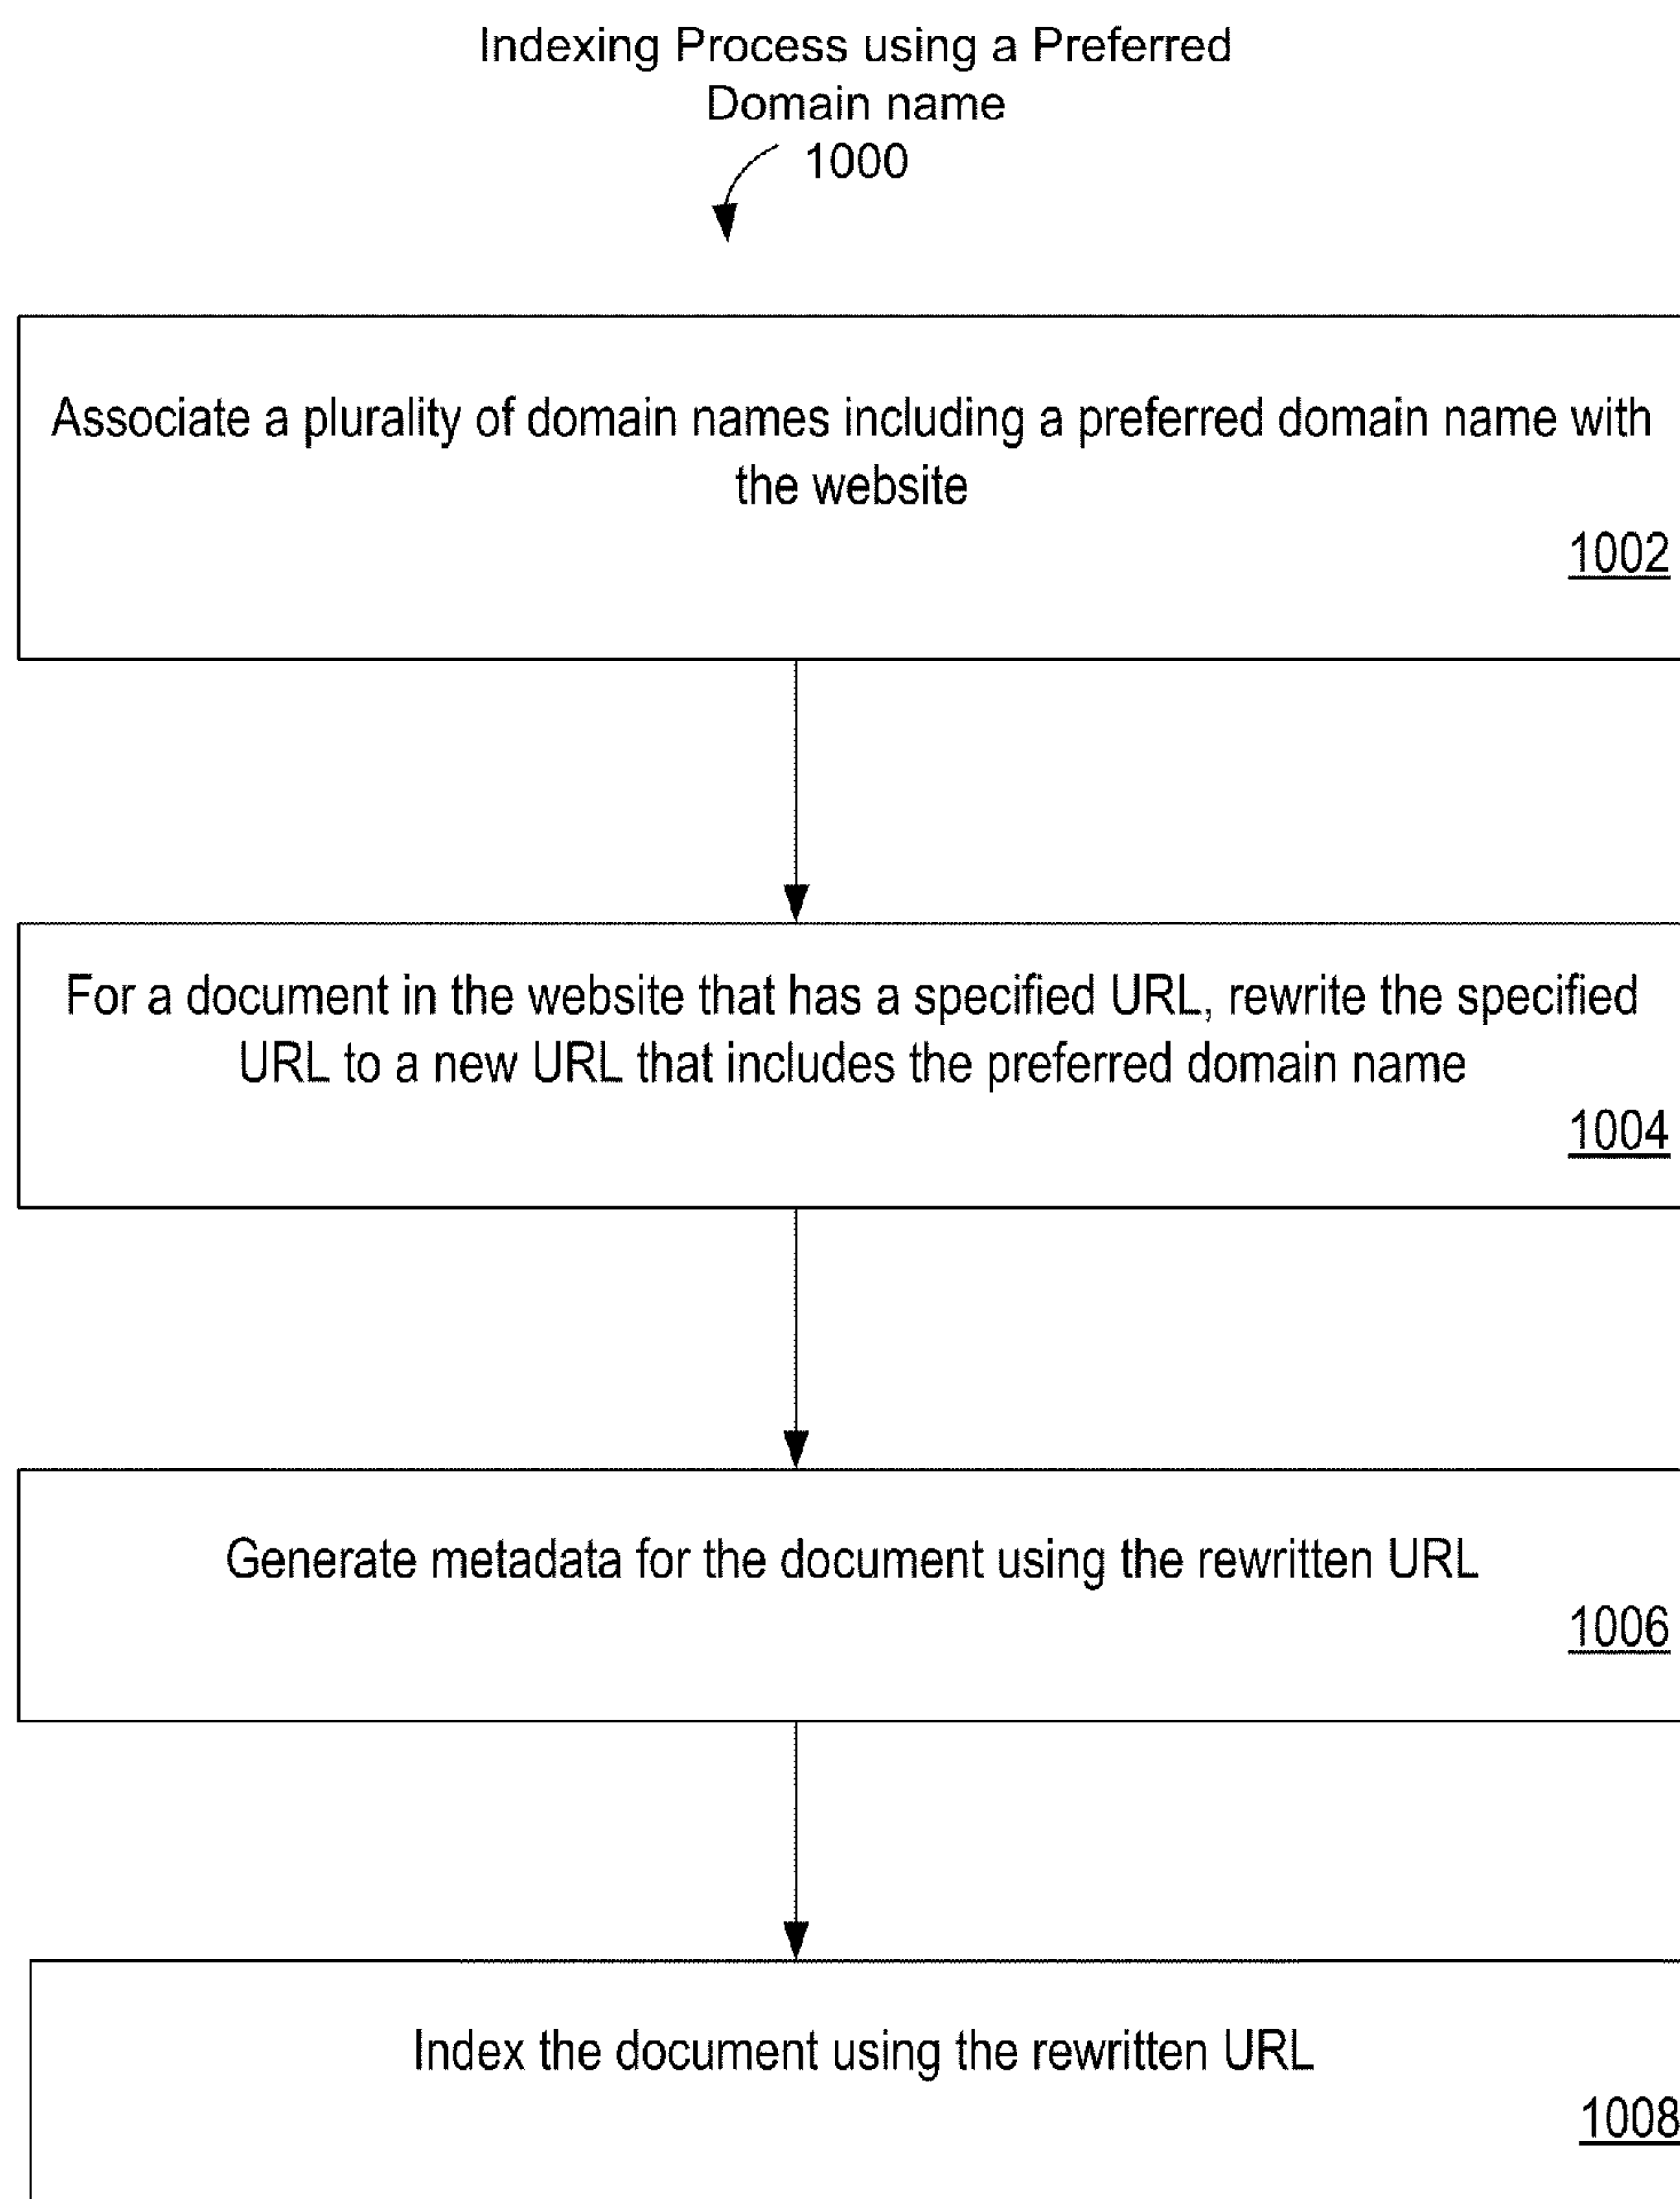 Indexing Process using a Preferred
Domain name
1000
Associate a plurality of domain names including a preferred domain name with
the website
1002
For a document in the website that has a specified URL, rewrite the specified
URL to a new URL that includes the preferred domain name
1004
Generate metadata for the document using the rewritten URL
1006
Index the document using the rewritten URL
1008